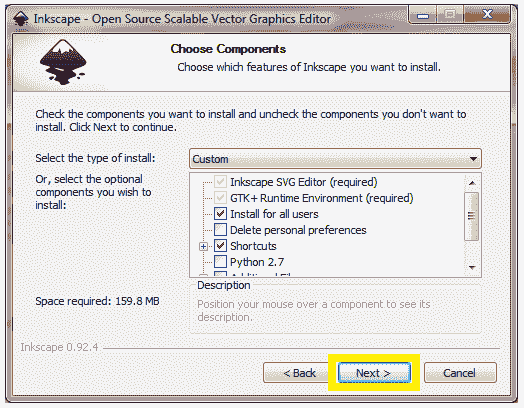 Inkscape - Open Source Scalable Vector Graphics Editor
Choose Components
Choose which features of Inkscape you want to install.
Check the components you want to install and uncheck the components you don't want to
install. Click Next to continue.
Select the type of install:
Custom
Or, select the optional
components you wish to
install:
Inkscape SVG Editor (required)
GTK+ Runtime Environment (required)
Install for all users
Delete personal preferences
Shortcuts
Python 2.7
Space required: 159.8 MB
Description
Position your mouse over a component to see its
description.
Inkscape 0.92.4
< Back
Next >
Cancel